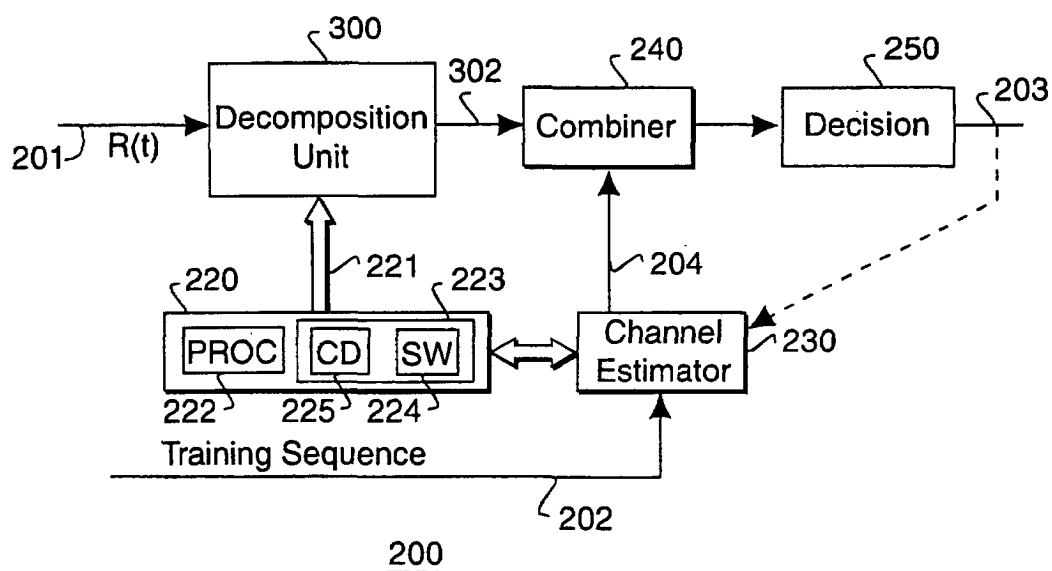 300
302
240
250
203
Decomposition
Unit
Combiner
Decision
201
R(t)
221
204
220
223
PROC
CD
SW
Channel
Estimator
230
222
225
224
Training Sequence
202
200